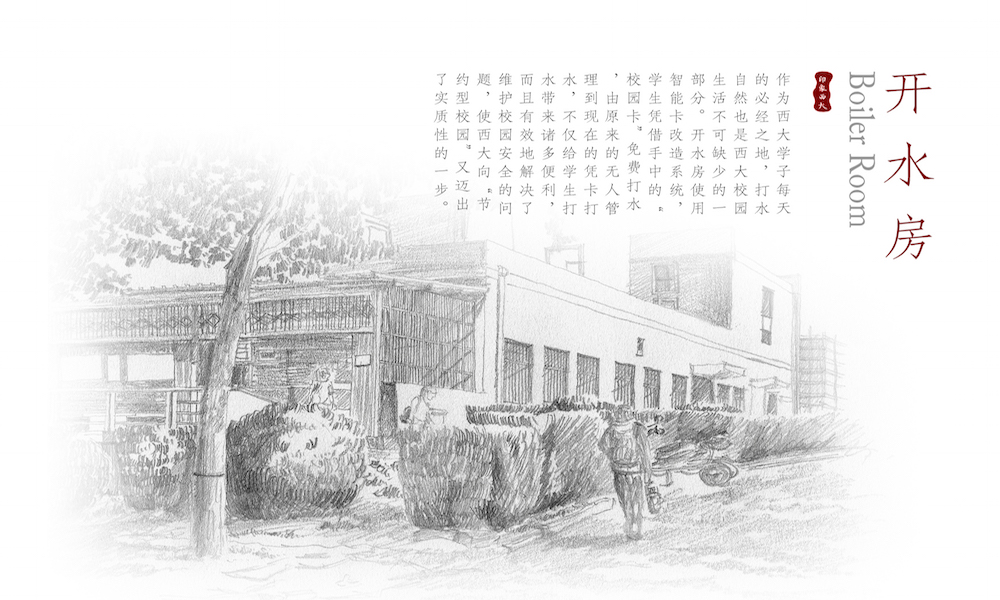 开水房
Boiler Room
印象西大
作为西大学子每天
的必经之地，打水
自然也是西大校园
生活不可缺少的一
部分。开水房使用
智能卡改造系统，
学生凭借手中的“
校园卡”免费打水
，由原来的无人管
理到现在的凭卡打
水，不仅给学生打
水带来诸多便利，
而且有效地解决了
维护校园安全的问
题，使西大向“节
约型校园”又迈出
了实质性的一步。